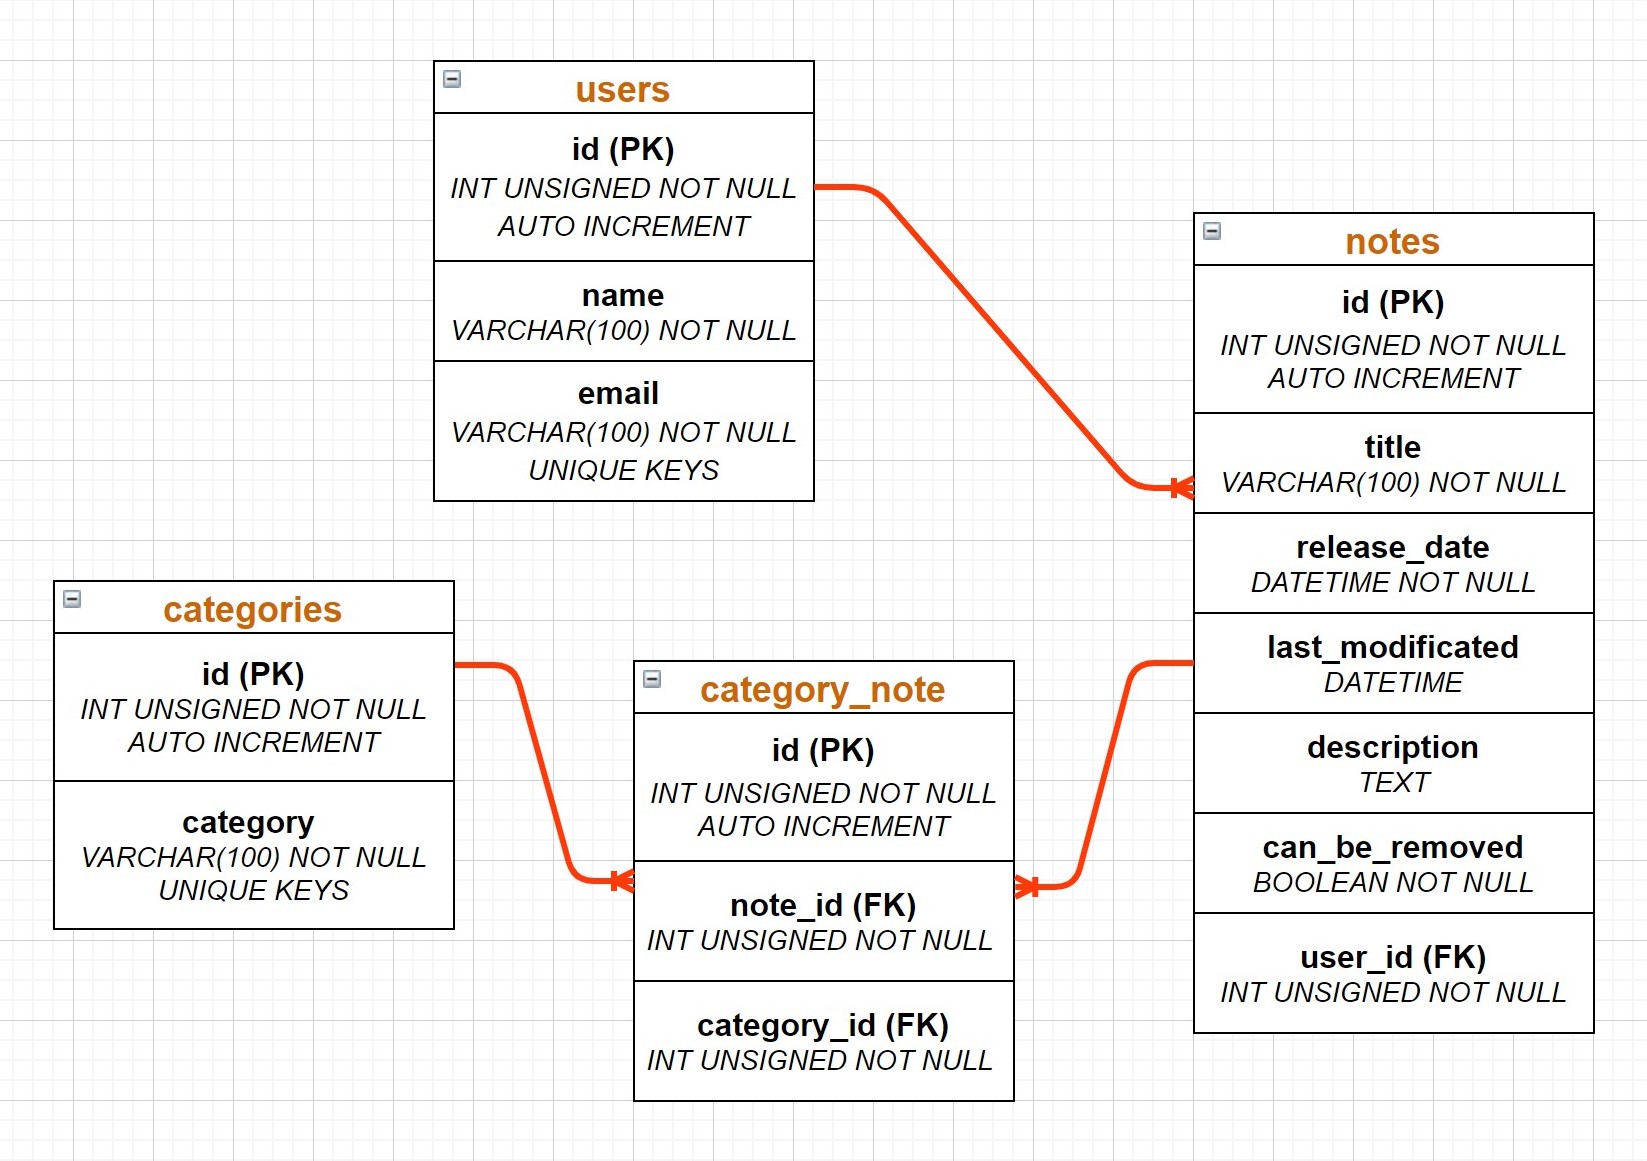 users
id (PK)
INT UNSIGNED NOT NULL
AUTO INCREMENT
name
VARCHAR(100) NOT NULL
email
VARCHAR(100) NOT NULL
UNIQUE KEYS
notes
id (PK)
INT UNSIGNED NOT NULL
AUTO INCREMENT
title
VARCHAR(100) NOT NULL
release_date
DATETIME NOT NULL
last_modificated
DATETIME
description
TEXT
can_be_removed
BOOLEAN NOT NULL
user_id (FK)
INT UNSIGNED NOT NULL
categories
id (PK)
INT UNSIGNED NOT NULL
AUTO INCREMENT
category
VARCHAR(100) NOT NULL
UNIQUE KEYS
category_note
id (PK)
INT UNSIGNED NOT NULL
AUTO INCREMENT
note_id (FK)
INT UNSIGNED NOT NULL
category_id (FK)
INT UNSIGNED NOT NULL